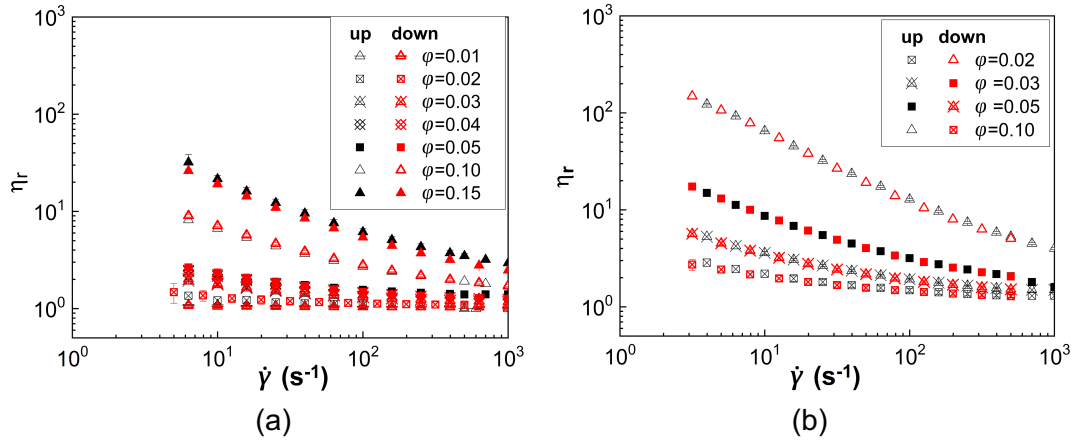 10³
10²
10¹
10⁰
ηr
10⁰ 10¹ 10² 10³
γ̇ (s⁻¹)
up down
φ=0.01
φ=0.02
φ=0.03
φ=0.04
φ=0.05
φ=0.10
φ=0.15
(a)
10³
10²
10¹
10⁰
ηr
10⁰ 10¹ 10² 10³
γ̇ (s⁻¹)
up down
φ=0.02
φ=0.03
φ=0.05
φ=0.10
(b)